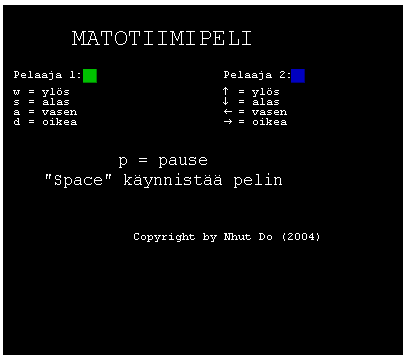 MATOTIIMIPELI
Pelaaja 1: Pelaaja 2:
w = ylös ↑ = ylös
s = alas ↓ = alas
a = vasen ← = vasen
d = oikea → = oikea
p = pause
"Space" käynnistää pelin
Copyright by Nhut Do (2004)